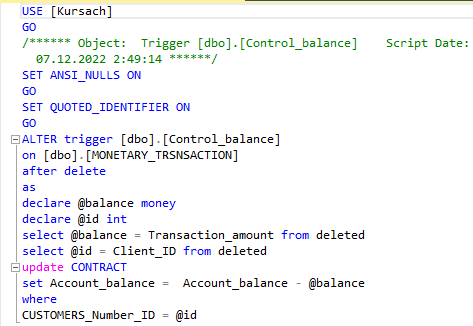 USE [Kursach]
GO
/****** Object:  Trigger [dbo].[Control_balance]    Script Date:
07.12.2022 2:49:14 ******/
SET ANSI_NULLS ON
GO
SET QUOTED_IDENTIFIER ON
GO
ALTER trigger [dbo].[Control_balance]
on [dbo].[MONETARY_TRSNSACTION]
after delete
as
declare @balance money
declare @id int
select @balance = Transaction_amount from deleted
select @id = Client_ID from deleted
update CONTRACT
set Account_balance =  Account_balance - @balance
where
CUSTOMERS_Number_ID = @id